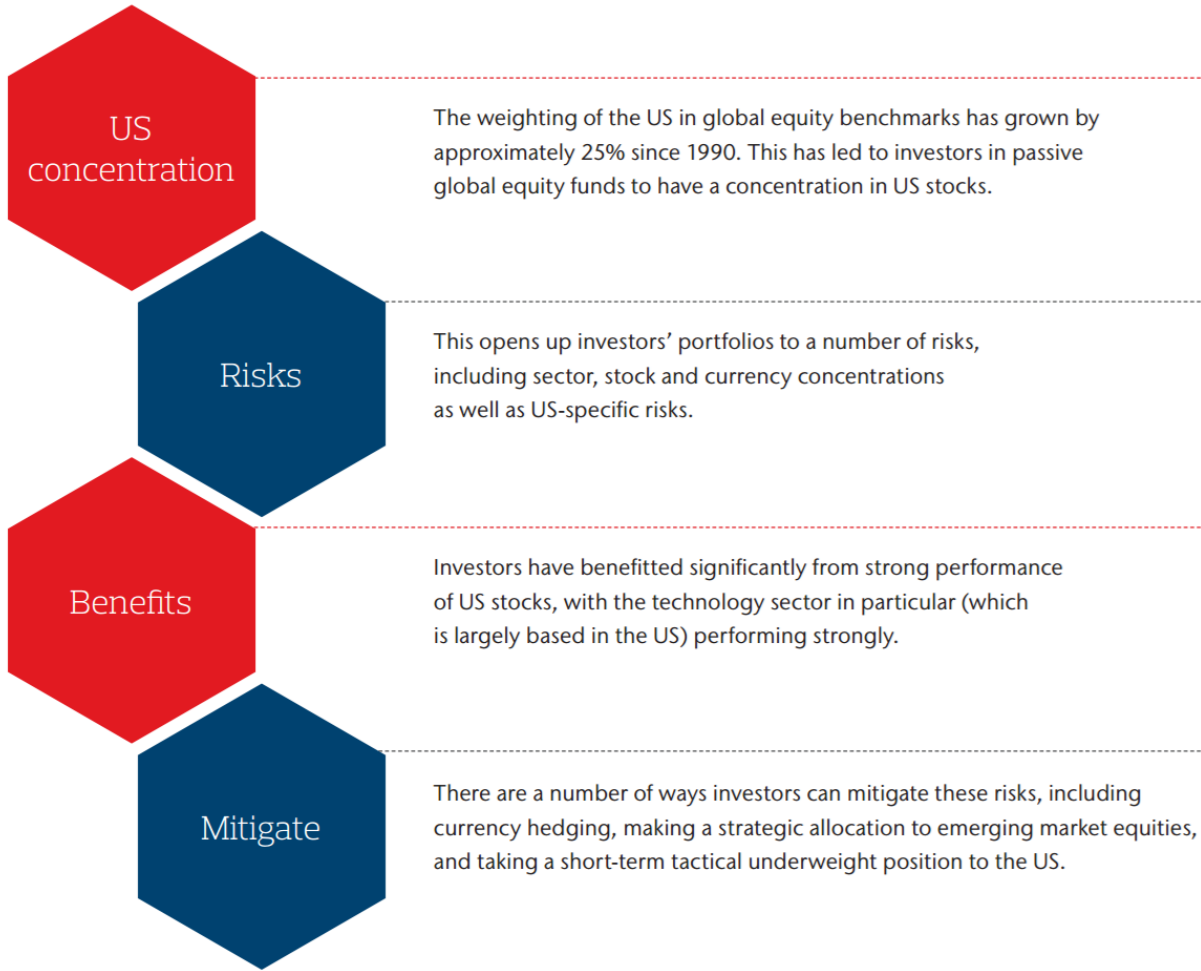 US
concentration
The weighting of the US in global equity benchmarks has grown by
approximately 25% since 1990. This has led to investors in passive
global equity funds to have a concentration in US stocks.
Risks
This opens up investors’ portfolios to a number of risks,
including sector, stock and currency concentrations
as well as US-specific risks.
Benefits
Investors have benefitted significantly from strong performance
of US stocks, with the technology sector in particular (which
is largely based in the US) performing strongly.
Mitigate
There are a number of ways investors can mitigate these risks, including
currency hedging, making a strategic allocation to emerging market equities,
and taking a short-term tactical underweight position to the US.